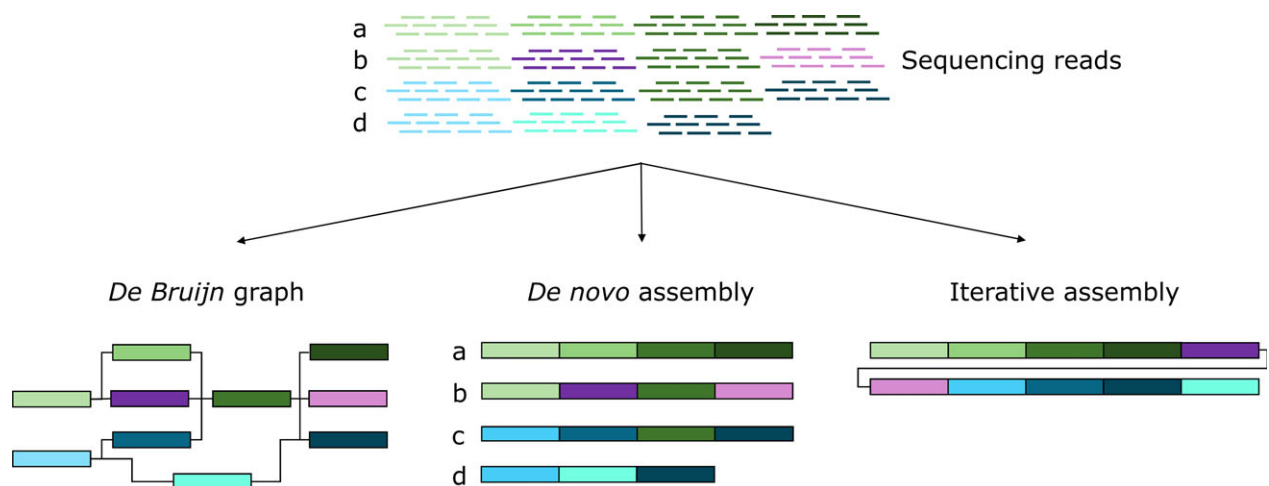 a
b
Sequencing reads
c
d
De Bruijn graph
De novo assembly
Iterative assembly
a
b
c
d